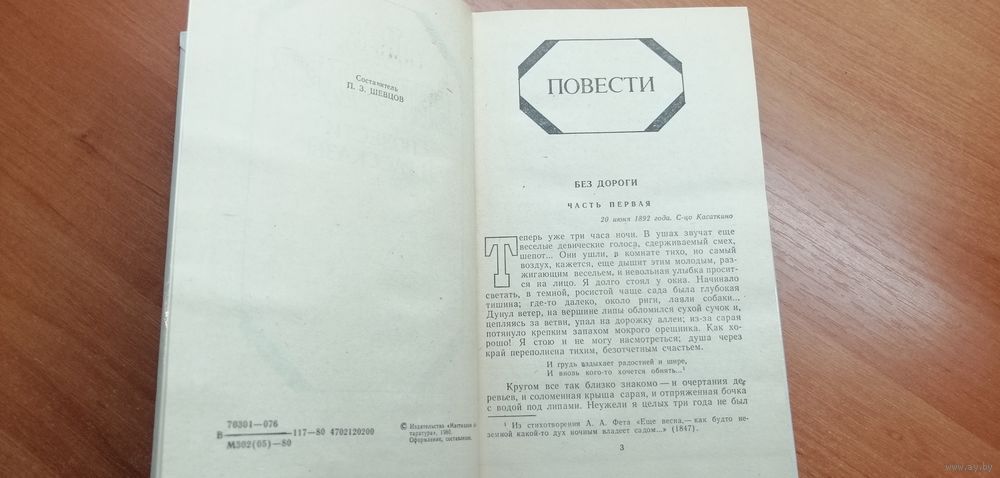 Составитель
П. З. ШЕВЦОВ
70301—076
В———117—80 4702120200
М302(05)—80
© Издательство «Мастацкая
тература», 1980.
Оформление, составление.
ПОВЕСТИ
БЕЗ ДОРОГИ
ЧАСТЬ ПЕРВАЯ
20 июня 1892 года. С-цо Касаткино
Теперь уже три часа ночи. В ушах звучат еще
веселые девические голоса, сдерживаемый смех,
шепот... Они ушли, в комнате тихо, но самый
воздух, кажется, еще дышит этим молодым, раз-
жигающим весельем, и невольная улыбка просит-
ся на лицо. Я долго стоял у окна. Начинало
светать, в темной, росистой чаще сада была глубокая
тишина; где-то далеко, около риги, лаяли собаки...
Дунул ветер, на вершине липы обломился сухой сучок и,
цепляясь за ветви, упал на дорожку аллеи; из-за сарая
потянуло крепким запахом мокрого орешника. Как хо-
рошо! Я стою и не могу насмотреться; душа через
край переполнена тихим, безотчетным счастьем.
И грудь вздыхает радостней и шире,
И вновь кого-то хочется обнять...¹
Кругом все так близко знакомо — и очертания де-
ревьев, и соломенная крыша сарая, и отпряженная бочка
с водой под липами. Неужели я целых три года не был
¹ Из стихотворения А. А. Фета «Еще весна,— как будто не-
земной какой-то дух ночным владеет садом...» (1847).
3
www.ay.by